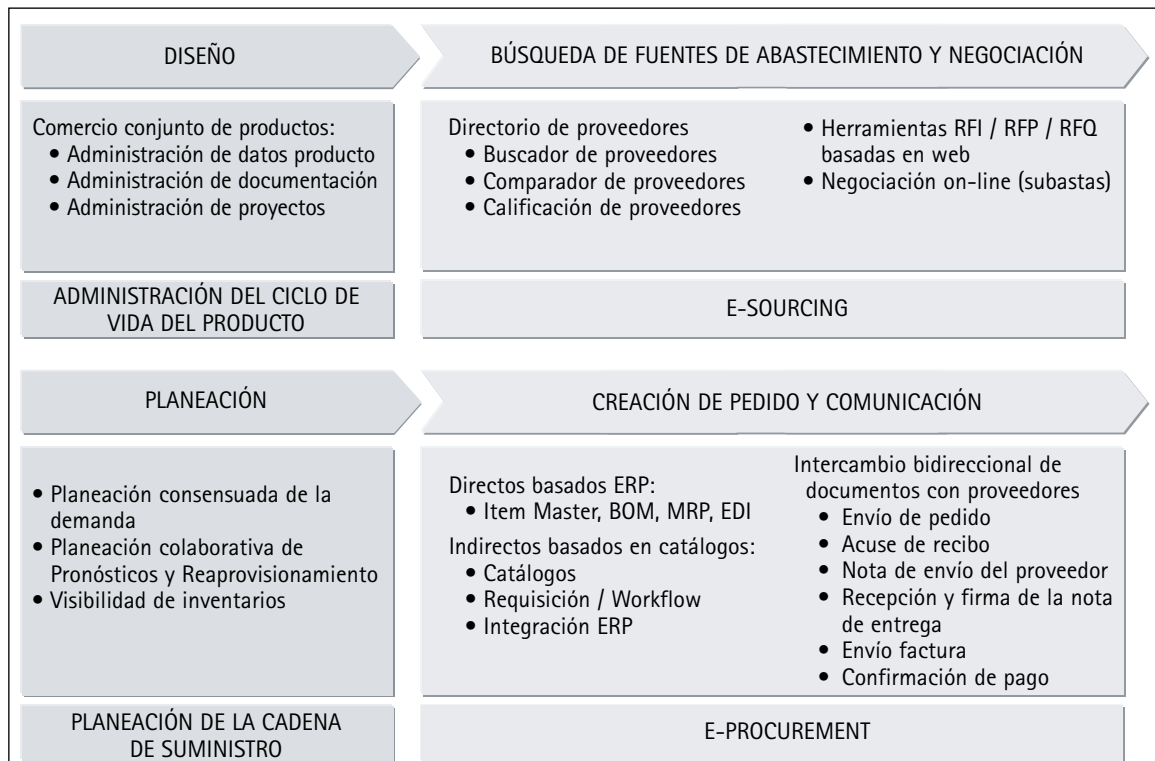 DISEÑO
BÚSQUEDA DE FUENTES DE ABASTECIMIENTO Y NEGOCIACIÓN
Comercio conjunto de productos:
• Administración de datos producto
• Administración de documentación
• Administración de proyectos
Directorio de proveedores
• Buscador de proveedores
• Comparador de proveedores
• Calificación de proveedores
• Herramientas RFI / RFP / RFQ
basadas en web
• Negociación on-line (subastas)
ADMINISTRACIÓN DEL CICLO DE
VIDA DEL PRODUCTO
E-SOURCING
PLANEACIÓN
CREACIÓN DE PEDIDO Y COMUNICACIÓN
• Planeación consensuada de la
demanda
• Planeación colaborativa de
Pronósticos y Reaprovisionamiento
• Visibilidad de inventarios
Directos basados ERP:
• Item Master, BOM, MRP, EDI
Indirectos basados en catálogos:
• Catálogos
• Requisición / Workflow
• Integración ERP
Intercambio bidireccional de
documentos con proveedores
• Envío de pedido
• Acuse de recibo
• Nota de envío del proveedor
• Recepción y firma de la nota
de entrega
• Envío factura
• Confirmación de pago
PLANEACIÓN DE LA CADENA
DE SUMINISTRO
E-PROCUREMENT